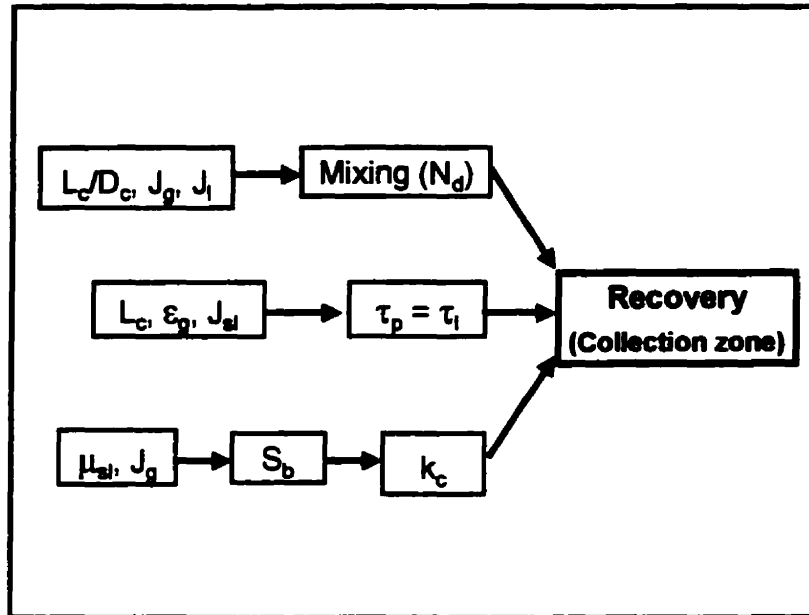 L_c/D_c, J_g, J_l
Mixing (N_d)
L_c, ε_g, J_sl
τ_p = τ_l
Recovery
(Collection zone)
μ_sl, J_g
S_b
k_c